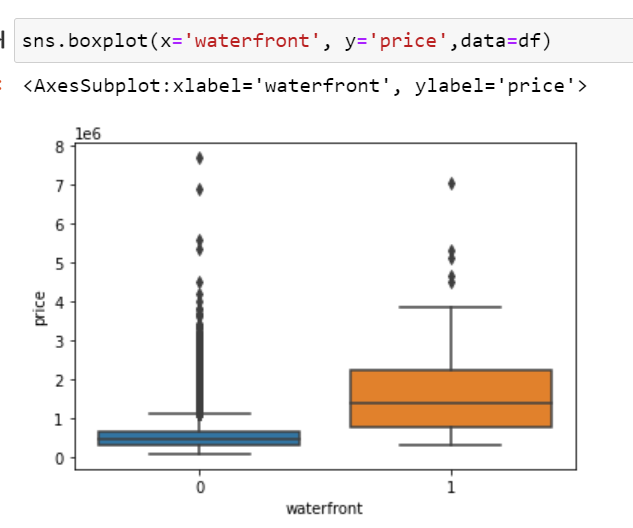 sns.boxplot(x='waterfront', y='price',data=df)
<AxesSubplot:xlabel='waterfront', ylabel='price'>
1e6
8
7
6
5
4
3
2
1
0
price
0 1
waterfront